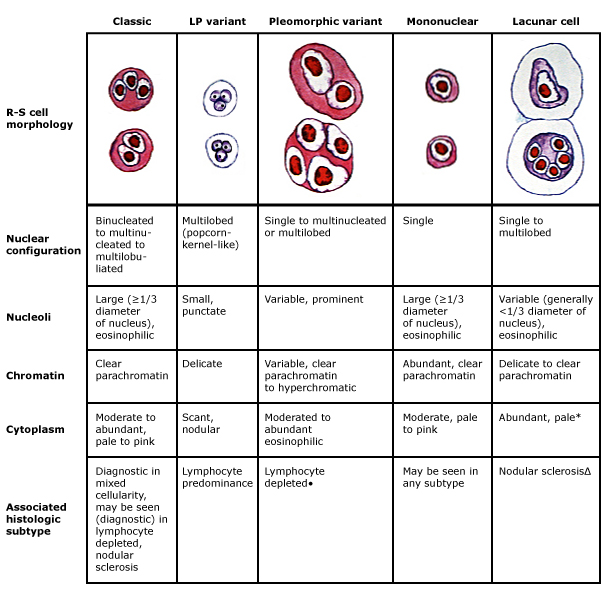 Classic LP variant Pleomorphic variant Mononuclear Lacunar cell
R-S cell
morphology
Nuclear
configuration
Binucleated
to multinu-
cleated to
multilobu-
liated
Multilobed
(popcorn-
kernel-like)
Single to multinucleated
or multilobed
Single
Single to
multilobed
Nucleoli
Large (≥1/3
diameter
of nucleus),
eosinophilic
Small,
punctate
Variable, prominent
Large (≥1/3
diameter
of nucleus),
eosinophilic
Variable (generally
<1/3 diameter of
nucleus),
eosinophilic
Chromatin
Clear
parachromatin
Delicate
Variable, clear
parachromatin
to hyperchromatic
Abundant, clear
parachromatin
Delicate to clear
parachromatin
Cytoplasm
Moderate to
abundant,
pale to pink
Scant,
nodular
Moderated to
abundant
eosinophilic
Moderate, pale
to pink
Abundant, pale*
Associated
histologic
subtype
Diagnostic in
mixed
cellularity,
may be seen
(diagnostic) in
lymphocyte
depleted,
nodular
sclerosis
Lymphocyte
predominance
Lymphocyte
depleted•
May be seen in
any subtype
Nodular sclerosisΔ